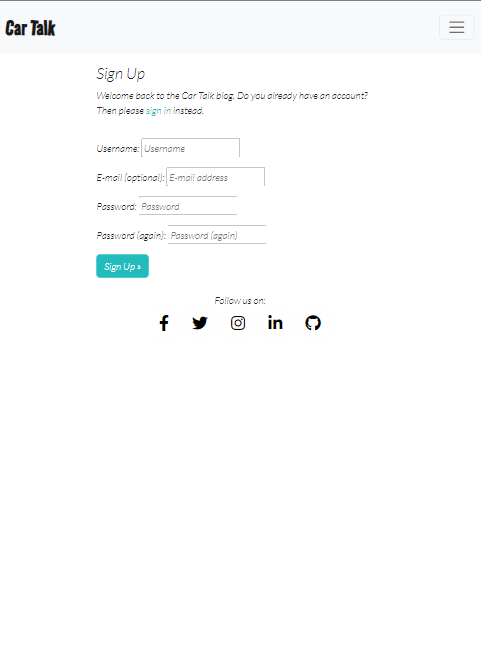 Car Talk
Sign Up
Welcome back to the Car Talk blog. Do you already have an account?
Then please sign in instead.
Username: Username
E-mail (optional): E-mail address
Password: Password
Password (again): Password (again)
Sign Up »
Follow us on: